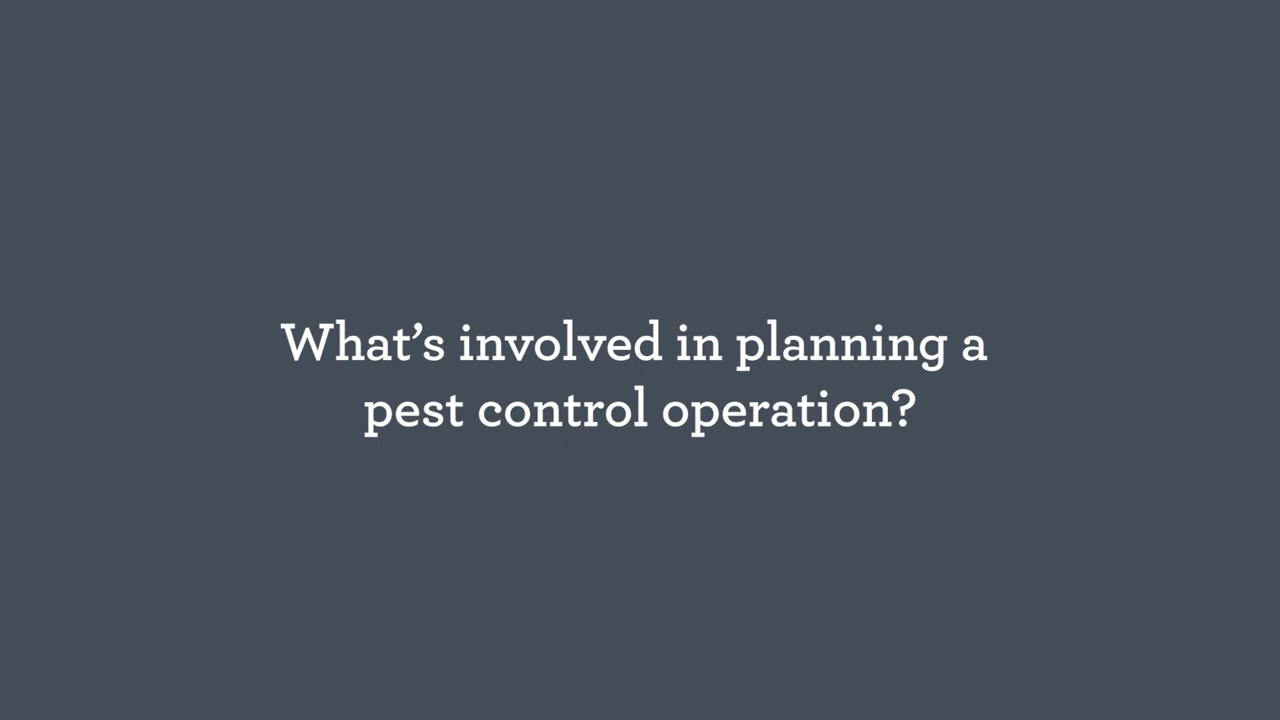 What’s involved in planning a
pest control operation?